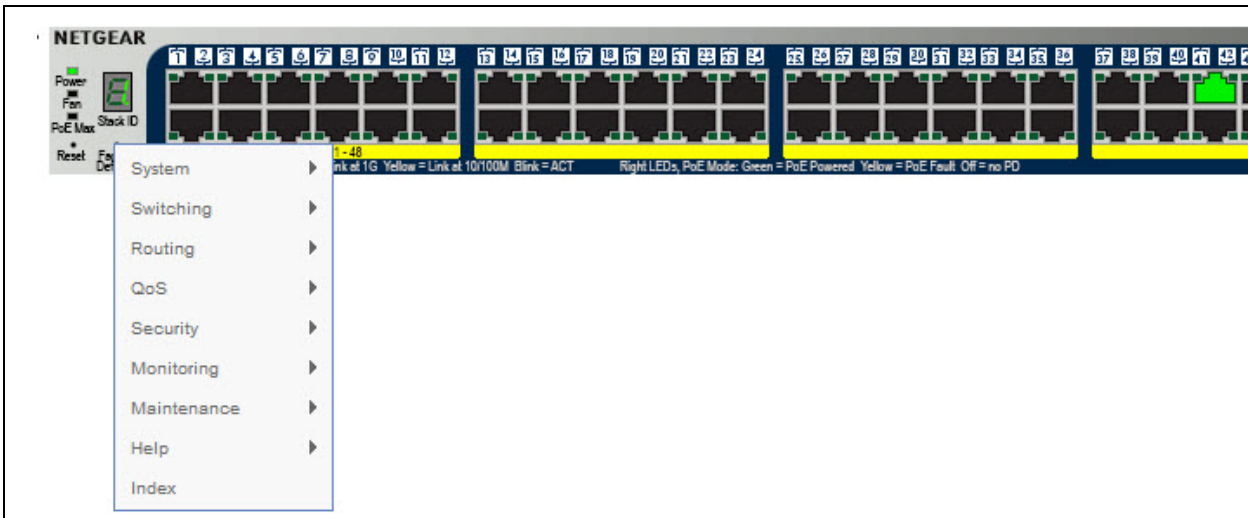 NETGEAR
1 2 3 4 5 6 7 8 9 10 11 12 13 14 15 16 17 18 19 20 21 22 23 24 25 26 27 28 29 30 31 32 33 34 35 36 37 38 39 40 41 42
Power
Fan
PoE Max
Stack ID
Reset
1 - 48
Link at 1G Yellow = Link at 10/100M Blink = ACT Right LEDs, PoE Mode: Green = PoE Powered Yellow = PoE Fault Off = no PD
System
Switching
Routing
QoS
Security
Monitoring
Maintenance
Help
Index